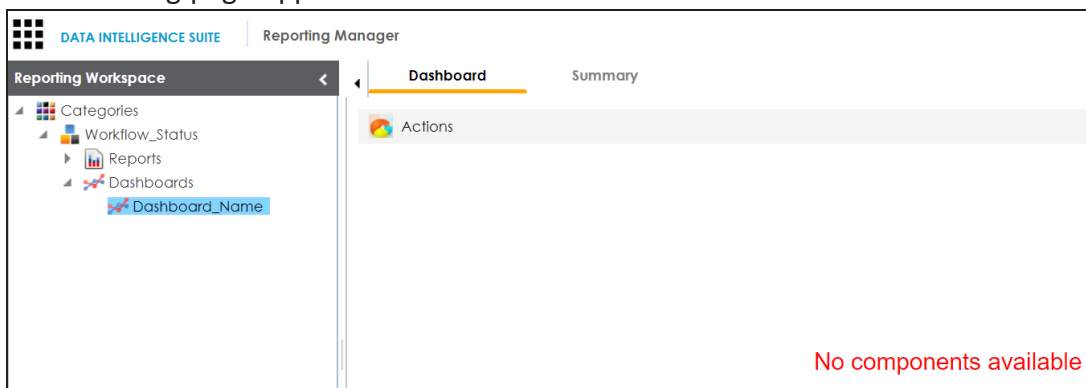 DATA INTELLIGENCE SUITE Reporting Manager
Reporting Workspace
Dashboard Summary
Categories
Actions
Workflow_Status
Reports
Dashboards
Dashboard_Name
No components available